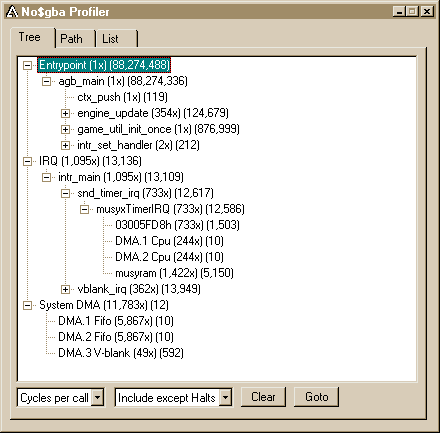 No$gba Profiler
Tree Path List
Entrypoint (1x) (88,274,488)
agb_main (1x) (88,274,336)
ctx_push (1x) (119)
engine_update (354x) (124,679)
game_util_init_once (1x) (876,999)
intr_set_handler (2x) (212)
IRQ (1,095x) (13,136)
intr_main (1,095x) (13,109)
snd_timer_irq (733x) (12,617)
musyxTimerIRQ (733x) (12,586)
03005FD8h (733x) (1,503)
DMA.1 Cpu (244x) (10)
DMA.2 Cpu (244x) (10)
musyram (1,422x) (5,150)
vblank_irq (362x) (13,949)
System DMA (11,783x) (12)
DMA.1 Fifo (5,867x) (10)
DMA.2 Fifo (5,867x) (10)
DMA.3 V-blank (49x) (592)
Cycles per call Include except Halts Clear Goto